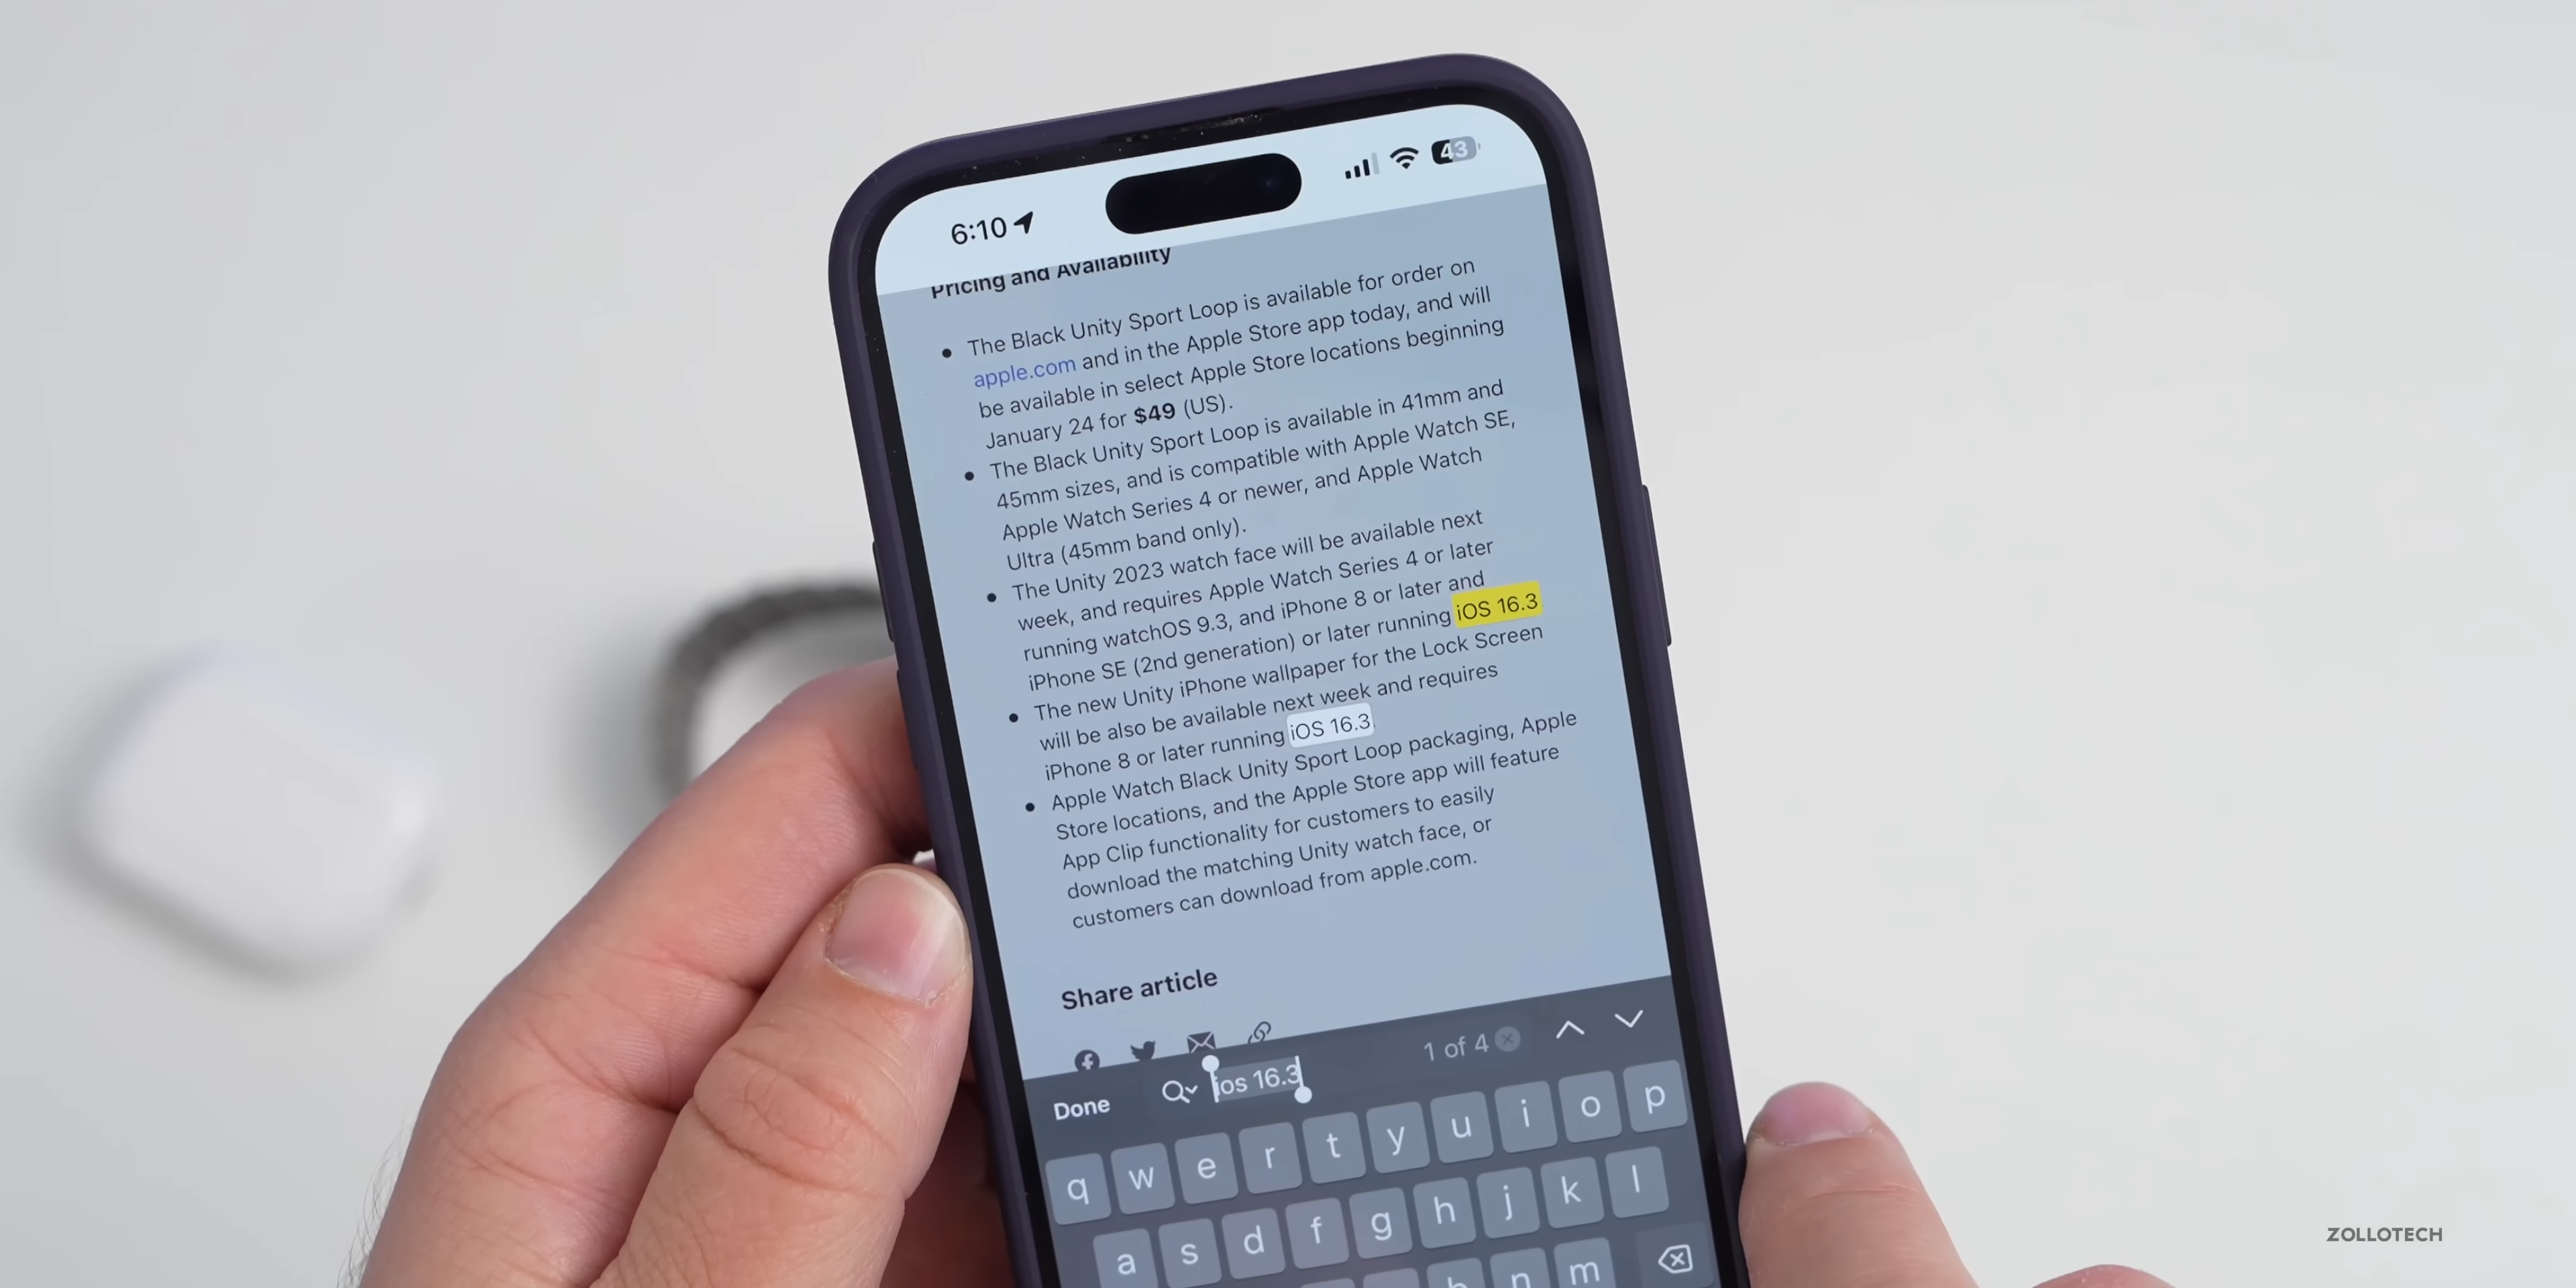 6:10
43
Pricing and Availability
The Black Unity Sport Loop is available for order on
apple.com and in the Apple Store app today, and will
be available in select Apple Store locations beginning
January 24 for $49 (US).
The Black Unity Sport Loop is available in 41mm and
45mm sizes, and is compatible with Apple Watch SE,
Apple Watch Series 4 or newer, and Apple Watch
Ultra (45mm band only).
The Unity 2023 watch face will be available next
week, and requires Apple Watch Series 4 or later
running watchOS 9.3, and iPhone 8 or later and
iPhone SE (2nd generation) or later running iOS 16.3
The new Unity iPhone wallpaper for the Lock Screen
will be also be available next week and requires
iPhone 8 or later running iOS 16.3.
Apple Watch Black Unity Sport Loop packaging, Apple
Store locations, and the Apple Store app will feature
App Clip functionality for customers to easily
download the matching Unity watch face, or
customers can download from apple.com.
Share article
Done
ios 16.3
1 of 4
q w e r t y u i o p
a s d f g h j k l
b n m
ZOLLOTECH